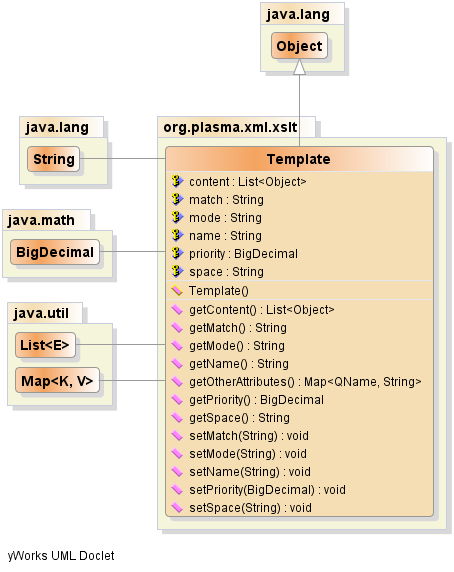 java.lang
Object
java.lang
String
java.math
BigDecimal
java.util
List<E>
Map<K, V>
org.plasma.xml.xslt
Template
content : List<Object>
match : String
mode : String
name : String
priority : BigDecimal
space : String
Template()
getContent() : List<Object>
getMatch() : String
getMode() : String
getName() : String
getOtherAttributes() : Map<QName, String>
getPriority() : BigDecimal
getSpace() : String
setMatch(String) : void
setMode(String) : void
setName(String) : void
setPriority(BigDecimal) : void
setSpace(String) : void
yWorks UML Doclet